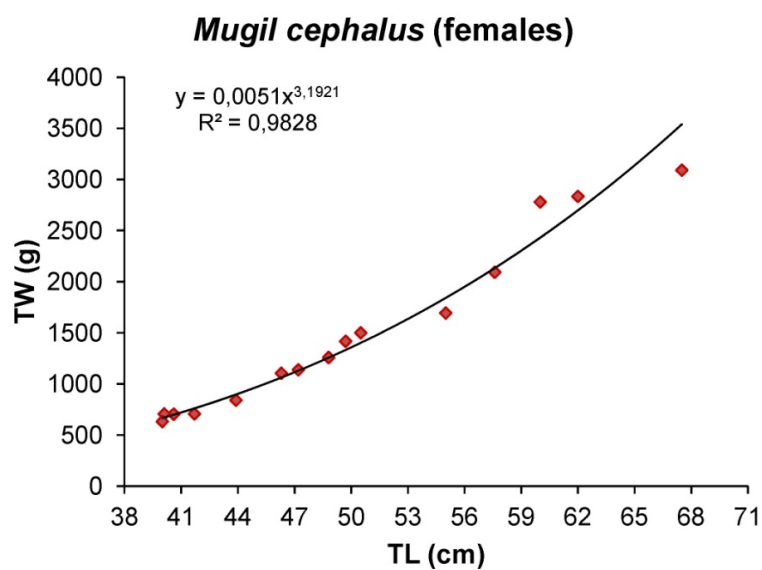 Mugil cephalus (females)
y = 0,0051x^3,1921
R² = 0,9828
TW (g)
4000
3500
3000
2500
2000
1500
1000
500
0
38 41 44 47 50 53 56 59 62 65 68 71
TL (cm)